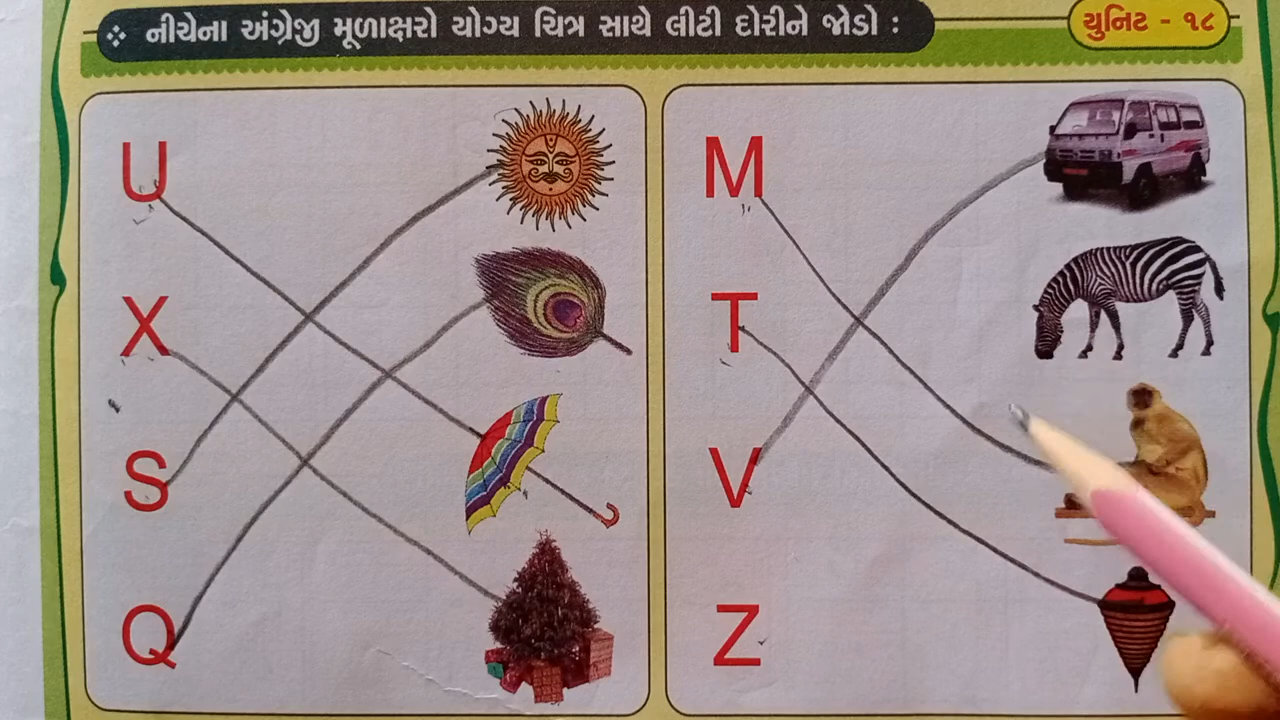 ❖ નીચેના અંગ્રેજી મૂળાક્ષરો યોગ્ય ચિત્ર સાથે લીટી દોરીને જોડો :
યુનિટ - ૧૮
U
X
S
Q
M
T
V
Z